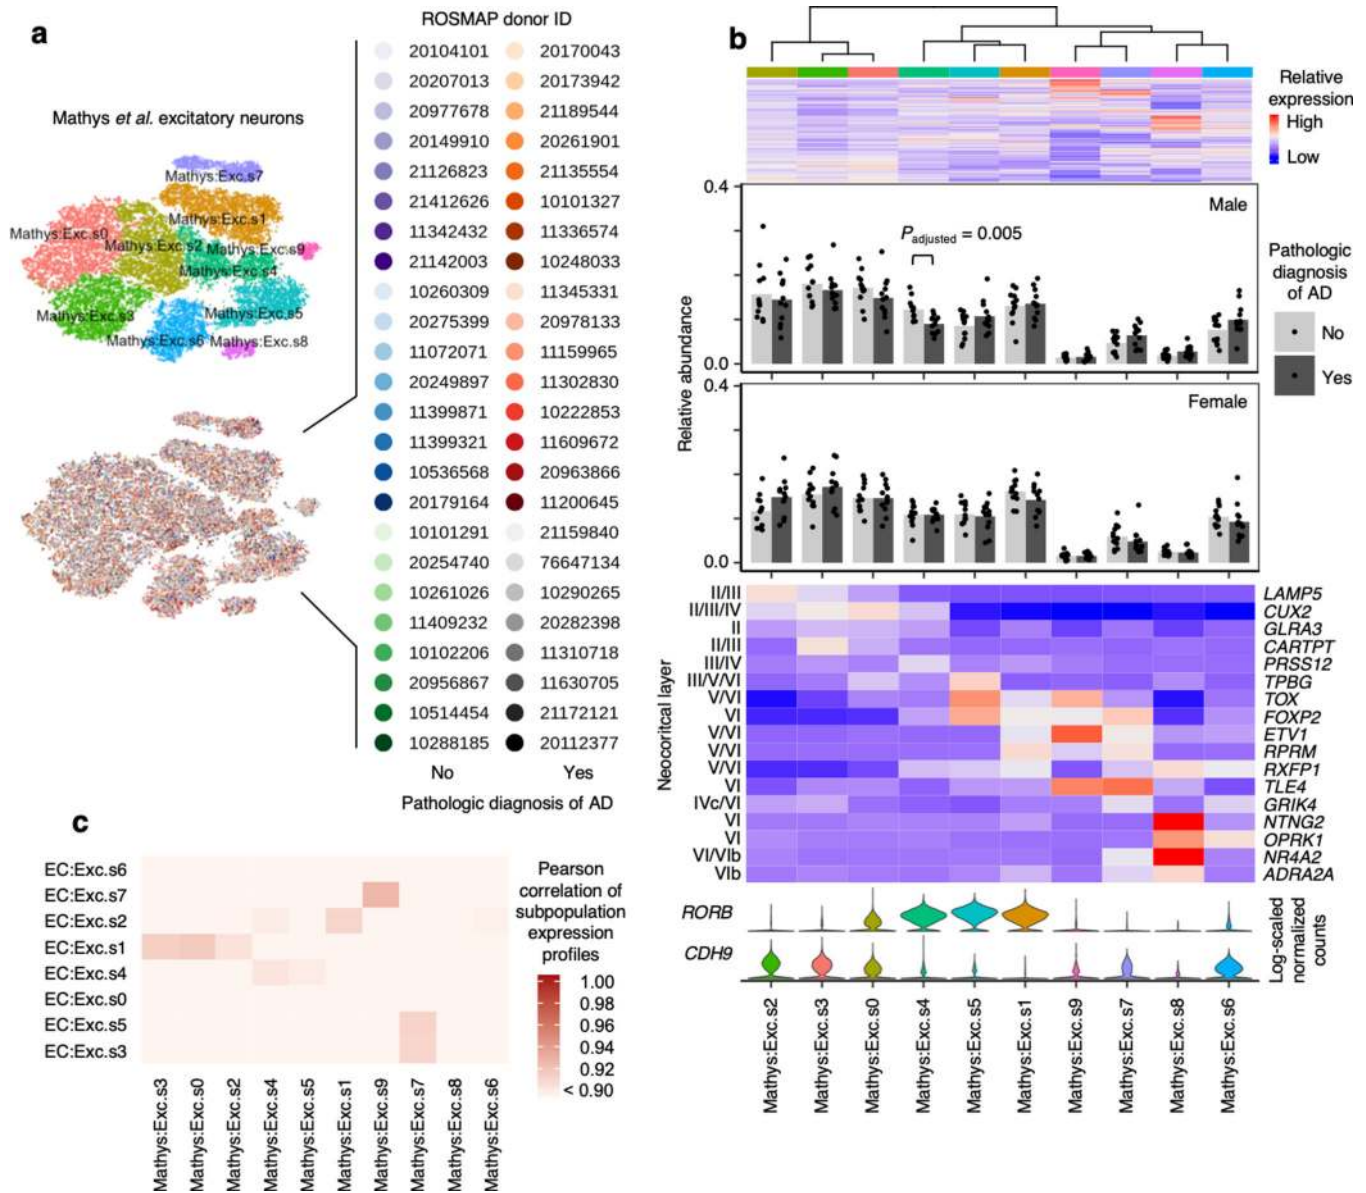 a
Mathys et al. excitatory neurons
Mathys:Exc.s7
Mathys:Exc.s1
Mathys:Exc.s0
Mathys:Exc.s2
Mathys:Exc.s9
Mathys:Exc.s4
Mathys:Exc.s3
Mathys:Exc.s5
Mathys:Exc.s6
Mathys:Exc.s8
ROSMAP donor ID
20104101 20170043
20207013 20173942
20977678 21189544
20149910 20261901
21126823 21135554
21412626 10101327
11342432 11336574
21142003 10248033
10260309 11345331
20275399 20978133
11072071 11159965
20249897 11302830
11399871 10222853
11399321 11609672
10536568 20963866
20179164 11200645
10101291 21159840
20254740 76647134
10261026 10290265
11409232 20282398
10102206 11310718
20956867 11630705
10514454 21172121
10288185 20112377
No Yes
Pathologic diagnosis of AD
b
Relative
expression
High
Low
0.4
Male
Padjusted = 0.005
0.0
0.4
Female
0.0
Relative abundance
Pathologic
diagnosis
of AD
No
Yes
Neocoritcal layer
II/III LAMP5
II/III/IV CUX2
II GLRA3
II/III CARTPT
III/IV PRSS12
III/V/VI TPBG
V/VI TOX
VI FOXP2
V/VI ETV1
V/VI RPRM
V/VI RXFP1
VI TLE4
IVc/VI GRIK4
VI NTNG2
VI OPRK1
VI/VIb NR4A2
VIb ADRA2A
RORB
CDH9
Log-scaled
normalized
counts
Mathys:Exc.s2
Mathys:Exc.s3
Mathys:Exc.s0
Mathys:Exc.s4
Mathys:Exc.s5
Mathys:Exc.s1
Mathys:Exc.s9
Mathys:Exc.s7
Mathys:Exc.s8
Mathys:Exc.s6
c
EC:Exc.s6
EC:Exc.s7
EC:Exc.s2
EC:Exc.s1
EC:Exc.s4
EC:Exc.s0
EC:Exc.s5
EC:Exc.s3
Mathys:Exc.s3
Mathys:Exc.s0
Mathys:Exc.s2
Mathys:Exc.s4
Mathys:Exc.s5
Mathys:Exc.s1
Mathys:Exc.s9
Mathys:Exc.s7
Mathys:Exc.s8
Mathys:Exc.s6
Pearson
correlation of
subpopulation
expression
profiles
1.00
0.98
0.96
0.94
0.92
< 0.90